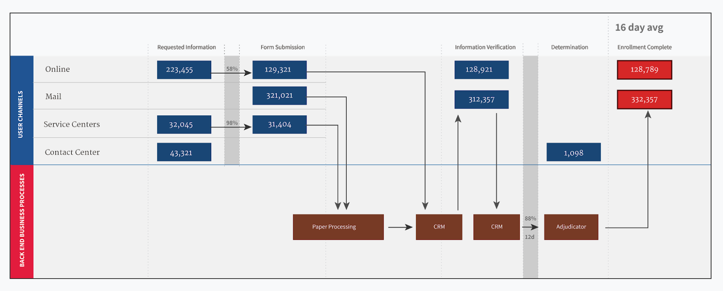 16 day avg
Requested Information
Form Submission
Information Verification
Determination
Enrollment Complete
USER CHANNELS
Online
223,455
58%
129,321
128,921
128,789
Mail
321,021
312,357
332,357
Service Centers
32,045
98%
31,404
Contact Center
43,321
1,098
BACK END BUSINESS PROCESSES
Paper Processing
CRM
CRM
88%
12d
Adjudicator